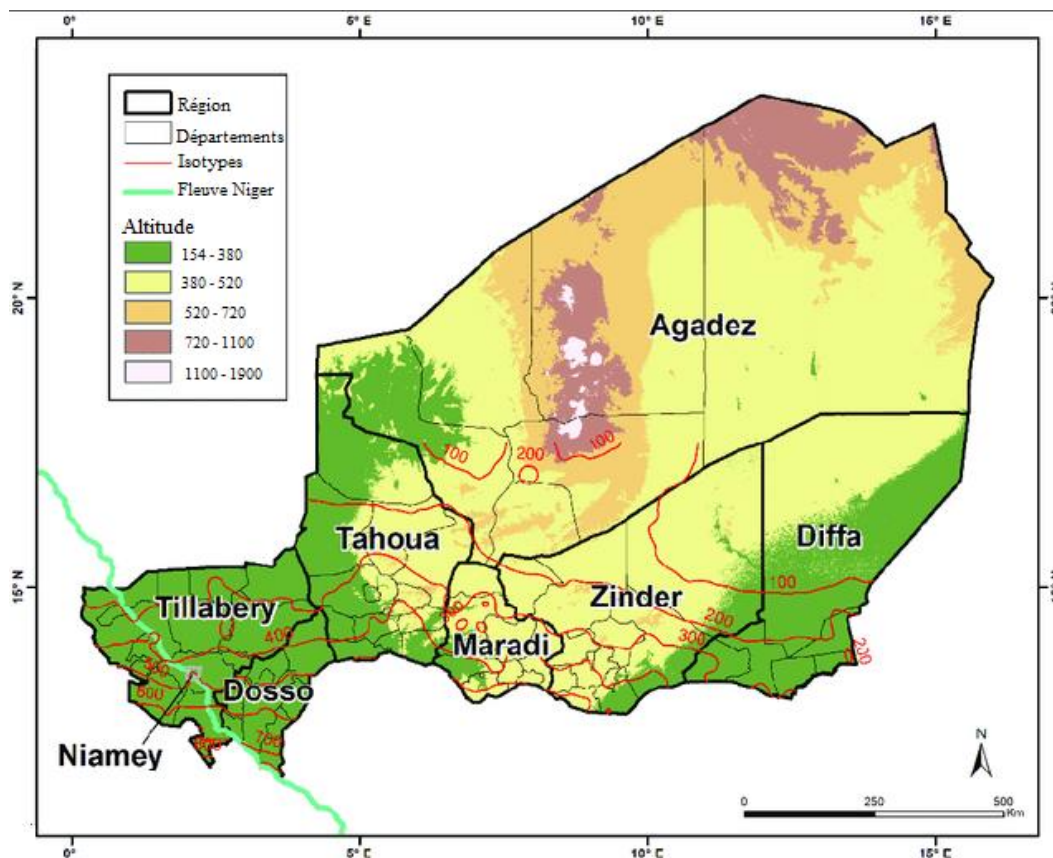 0° 5° E 10° E 15° E
Région
Départements
Isotypes
Fleuve Niger
Altitude
154 - 380
380 - 520
520 - 720
720 - 1100
1100 - 1900
20° N
Agadez
100
200
100
Tahoua
Diffa
15° N
100
Zinder
Tillabery
200
400
300
Maradi
200
Dosso
600
700
Niamey
N
0 250 500
Km
0° 5° E 10° E 15° E